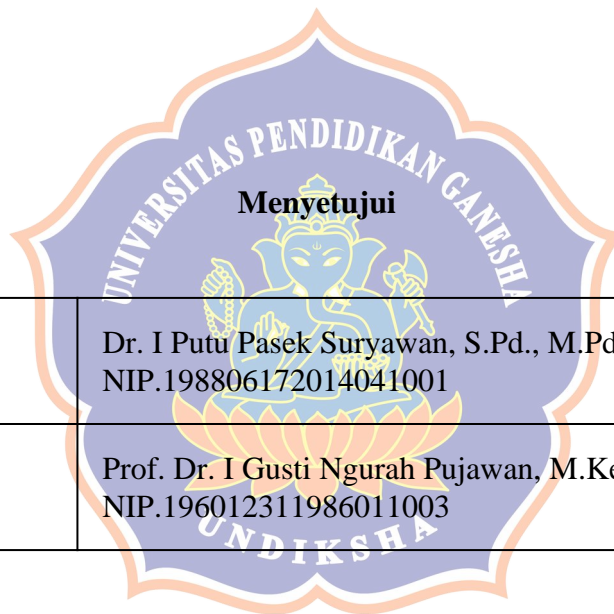 UNIVERSITAS PENDIDIKAN GANESHA
Menyetujui
Dr. I Putu Pasek Suryawan, S.Pd., M.Pd
NIP.198806172014041001
Prof. Dr. I Gusti Ngurah Pujawan, M.Ke
NIP.196012311986011003
UNDIKSHA